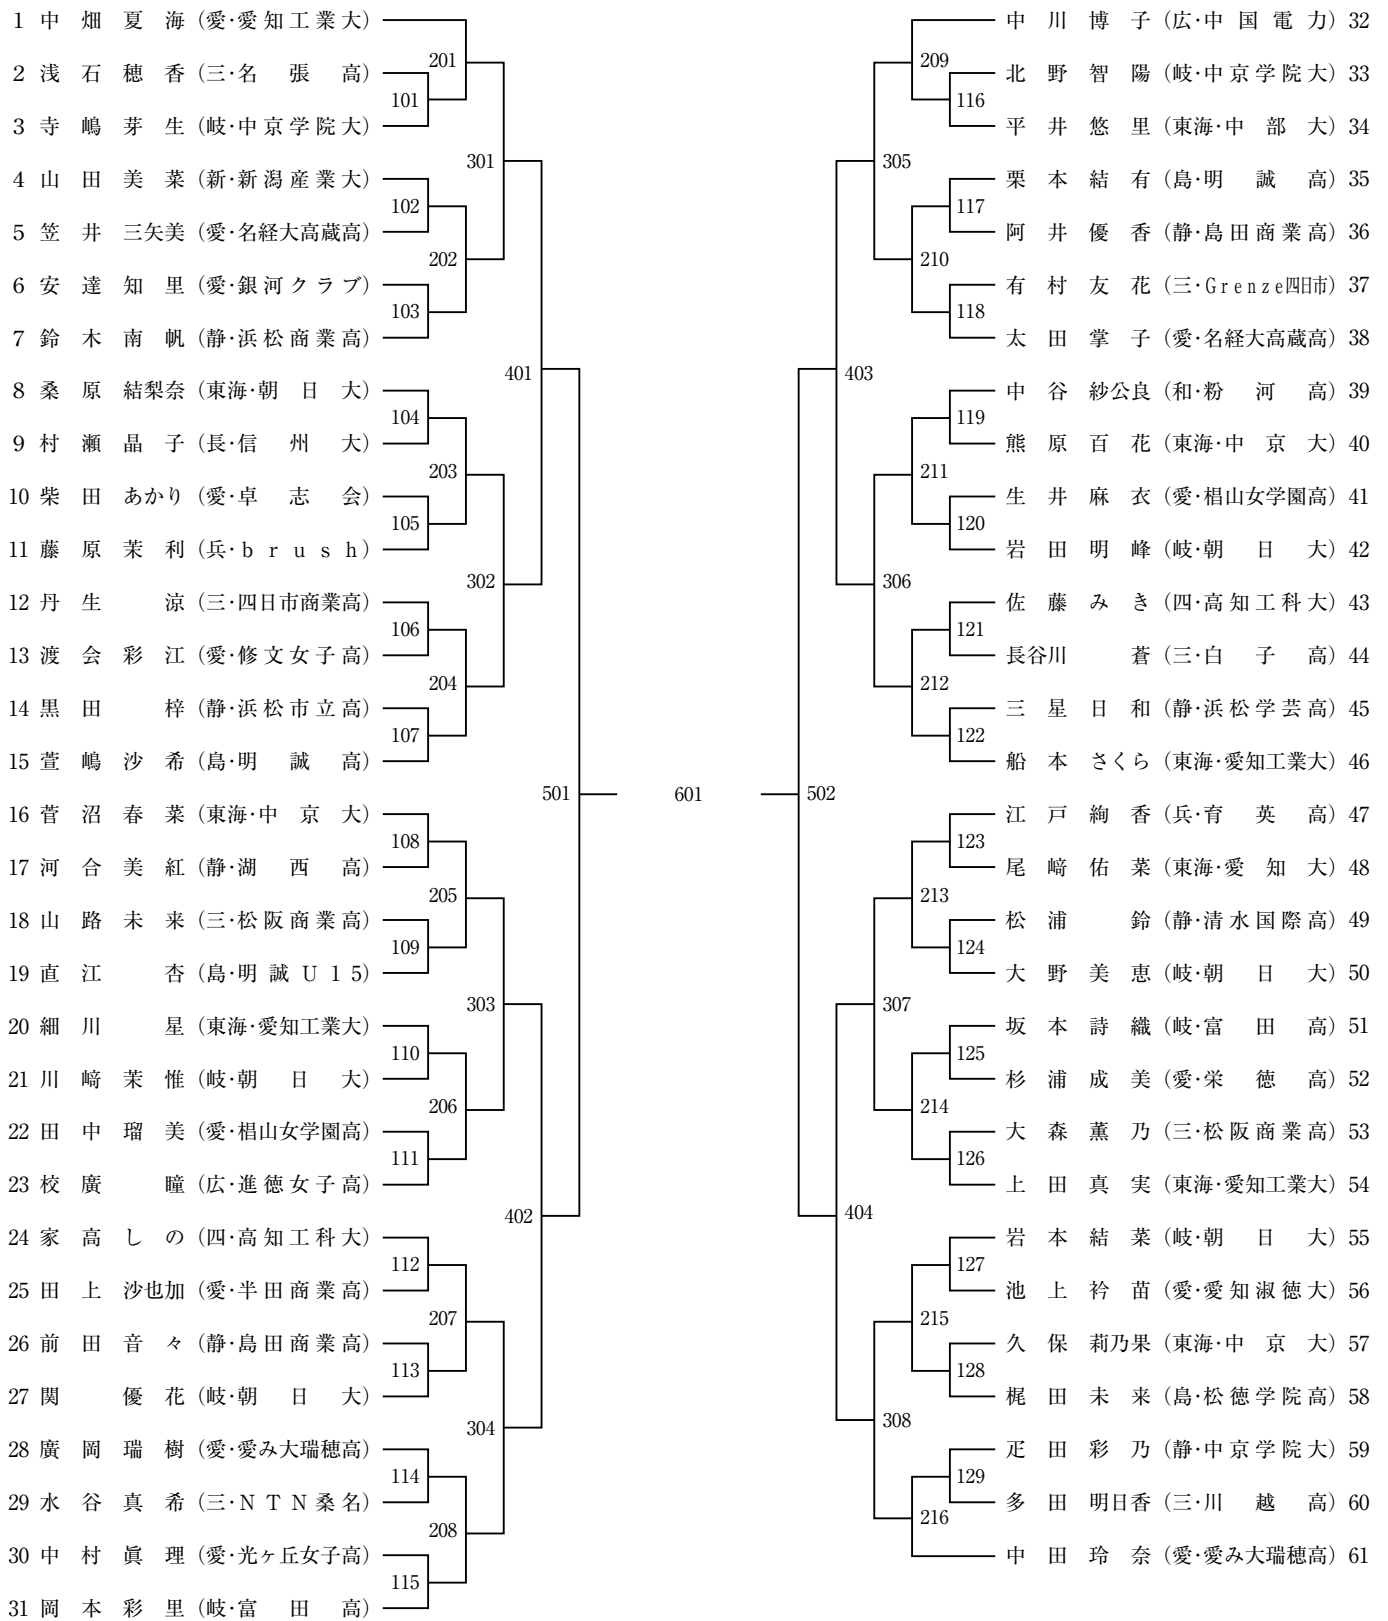 1 中畑夏海 (愛・愛知工業大)
2 浅石穂香 (三・名張高)
3 寺嶋芽生 (岐・中京学院大)
4 山田美菜 (新・新潟産業大)
5 笠井三矢美 (愛・名経大高蔵高)
6 安達知里 (愛・銀河クラブ)
7 鈴木南帆 (静・浜松商業高)
8 桑原結梨奈 (東海・朝日大)
9 村瀬晶子 (長・信州大)
10 柴田あかり (愛・卓志会)
11 藤原茉利 (兵・brush)
12 丹生涼 (三・四日市商業高)
13 渡会彩江 (愛・修文女子高)
14 黒田梓 (静・浜松市立高)
15 萱嶋沙希 (島・明誠高)
16 菅沼春菜 (東海・中京大)
17 河合美紅 (静・湖西高)
18 山路未来 (三・松阪商業高)
19 直江杏 (島・明誠U15)
20 細川星 (東海・愛知工業大)
21 川﨑茉惟 (岐・朝日大)
22 田中瑠美 (愛・椙山女学園高)
23 校廣瞳 (広・進徳女子高)
24 家高しの (四・高知工科大)
25 田上沙也加 (愛・半田商業高)
26 前田音々 (静・島田商業高)
27 関優花 (岐・朝日大)
28 廣岡瑞樹 (愛・愛み大瑞穂高)
29 水谷真希 (三・NTN桑名)
30 中村眞理 (愛・光ヶ丘女子高)
31 岡本彩里 (岐・富田高)
101
102
103
104
105
106
107
108
109
110
111
112
113
114
115
201
202
203
204
205
206
207
208
301
302
303
304
401
402
501
601
502
403
404
305
306
307
308
209
210
211
212
213
214
215
216
116
117
118
119
120
121
122
123
124
125
126
127
128
129
中川博子 (広・中国電力) 32
北野智陽 (岐・中京学院大) 33
平井悠里 (東海・中部大) 34
栗本結有 (島・明誠高) 35
阿井優香 (静・島田商業高) 36
有村友花 (三・Grenze四日市) 37
太田掌子 (愛・名経大高蔵高) 38
中谷紗公良 (和・粉河高) 39
熊原百花 (東海・中京大) 40
生井麻衣 (愛・椙山女学園高) 41
岩田明峰 (岐・朝日大) 42
佐藤みき (四・高知工科大) 43
長谷川蒼 (三・白子高) 44
三星日和 (静・浜松学芸高) 45
船本さくら (東海・愛知工業大) 46
江戸絢香 (兵・育英高) 47
尾﨑佑菜 (東海・愛知大) 48
松浦鈴 (静・清水国際高) 49
大野美恵 (岐・朝日大) 50
坂本詩織 (岐・富田高) 51
杉浦成美 (愛・栄徳高) 52
大森薫乃 (三・松阪商業高) 53
上田真実 (東海・愛知工業大) 54
岩本結菜 (岐・朝日大) 55
池上衿苗 (愛・愛知淑徳大) 56
久保莉乃果 (東海・中京大) 57
梶田未来 (島・松徳学院高) 58
疋田彩乃 (静・中京学院大) 59
多田明日香 (三・川越高) 60
中田玲奈 (愛・愛み大瑞穂高) 61